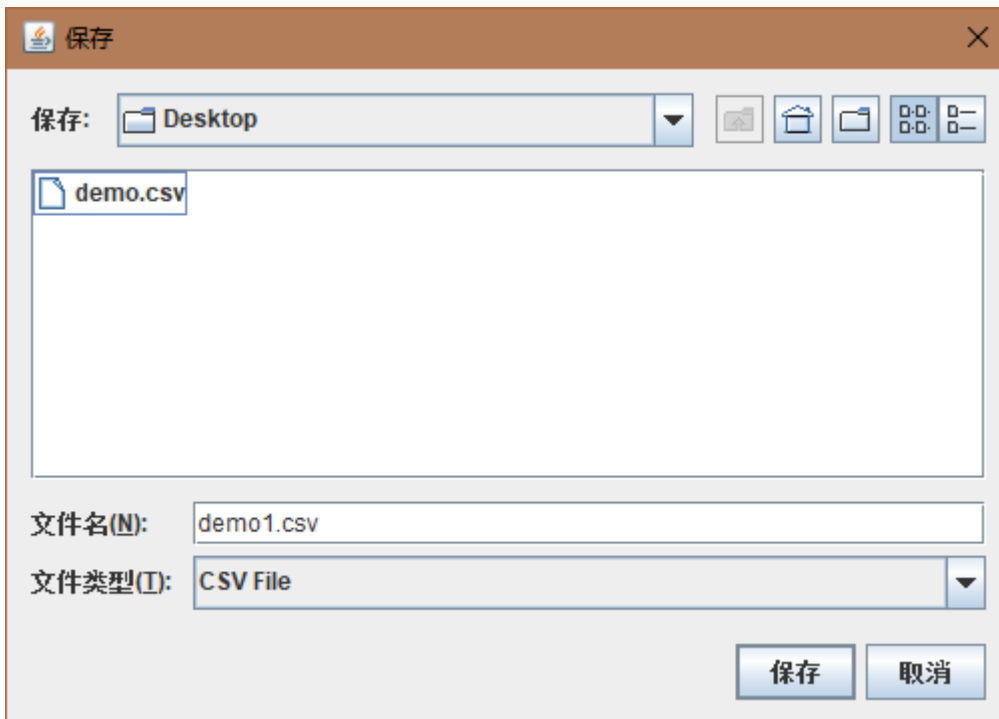 保存
保存: Desktop
demo.csv
文件名(N): demo1.csv
文件类型(T): CSV File
保存 取消